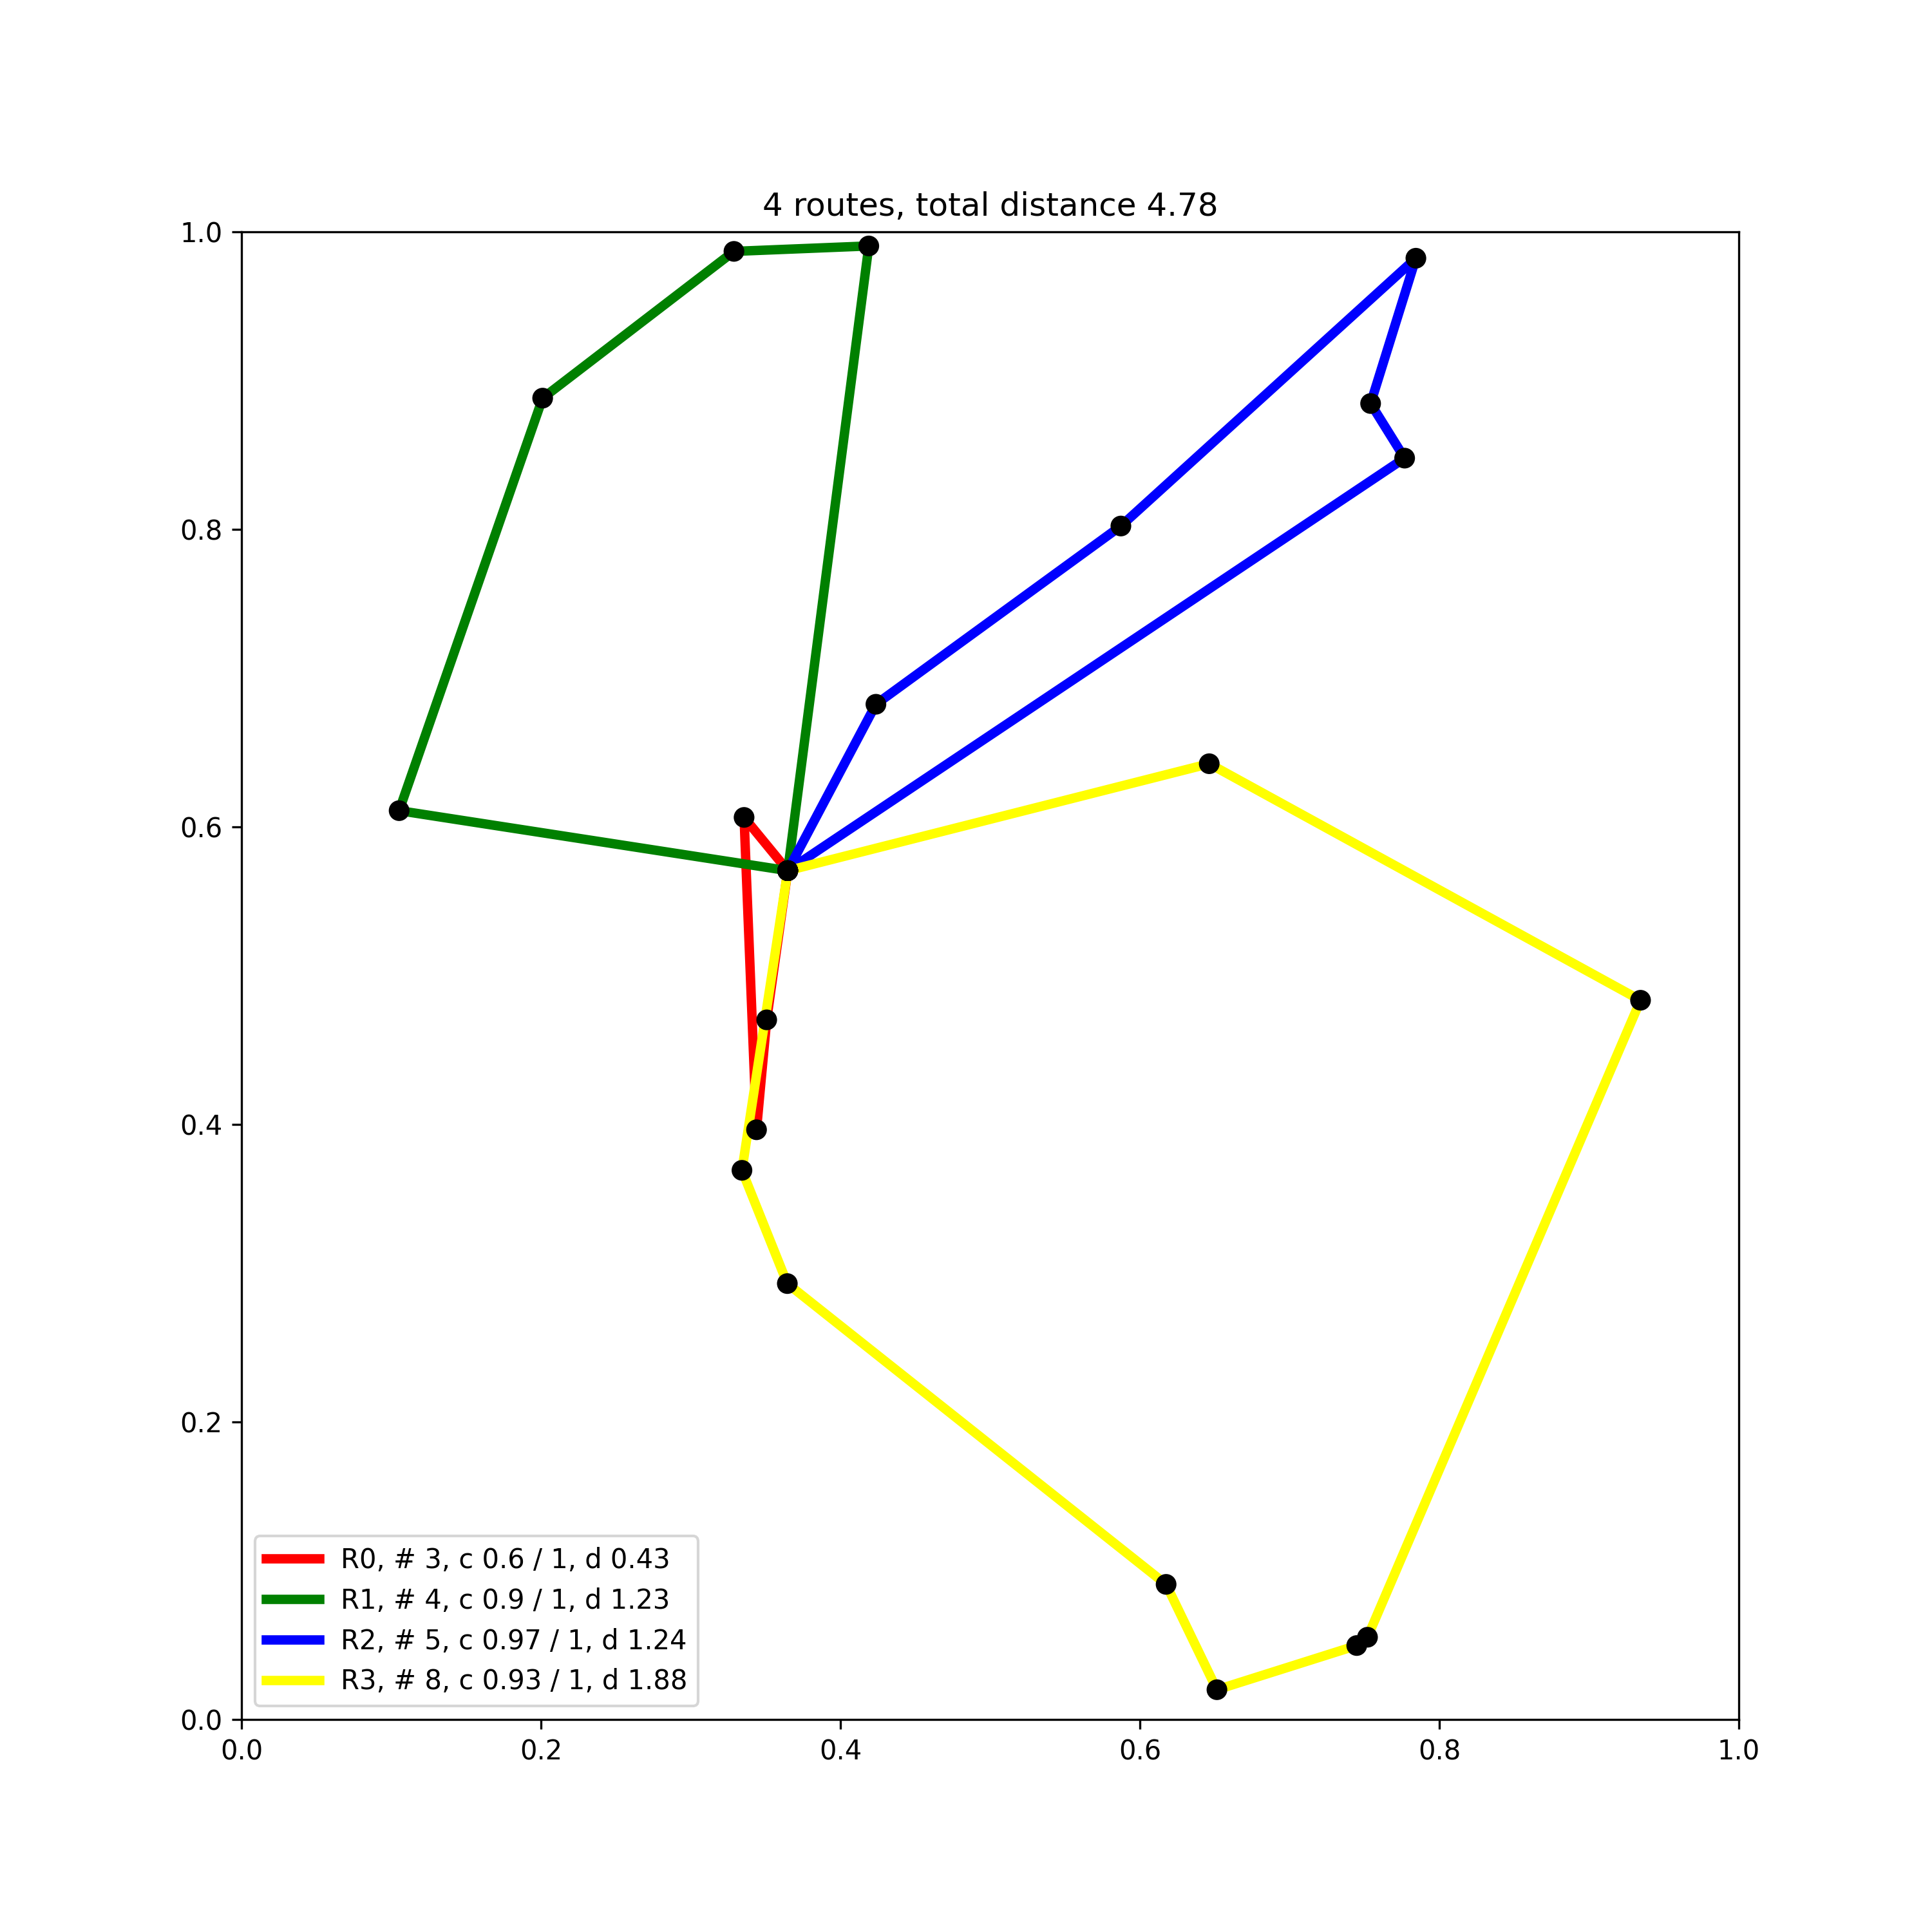 4 routes, total distance 4.78
1.0
0.8
0.6
0.4
0.2
0.0
R0, # 3, c 0.6 / 1, d 0.43
R1, # 4, c 0.9 / 1, d 1.23
R2, # 5, c 0.97 / 1, d 1.24
R3, # 8, c 0.93 / 1, d 1.88
0.0 0.2 0.4 0.6 0.8 1.0